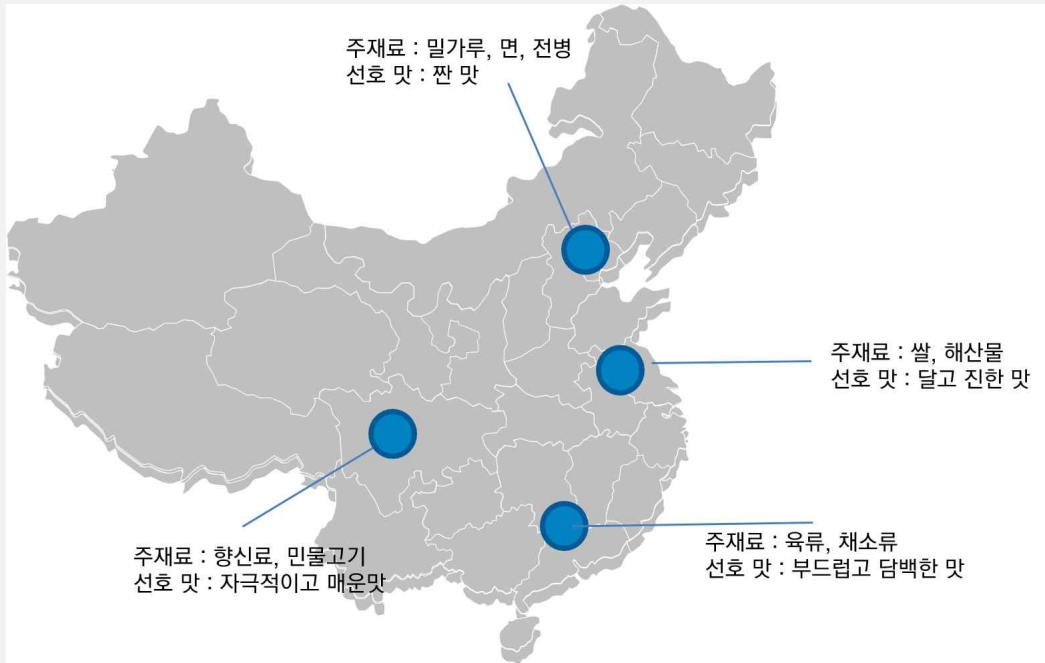 주재료 : 밀가루, 면, 전병
선호 맛 : 짠 맛
주재료 : 쌀, 해산물
선호 맛 : 달고 진한 맛
주재료 : 향신료, 민물고기
선호 맛 : 자극적이고 매운맛
주재료 : 육류, 채소류
선호 맛 : 부드럽고 담백한 맛